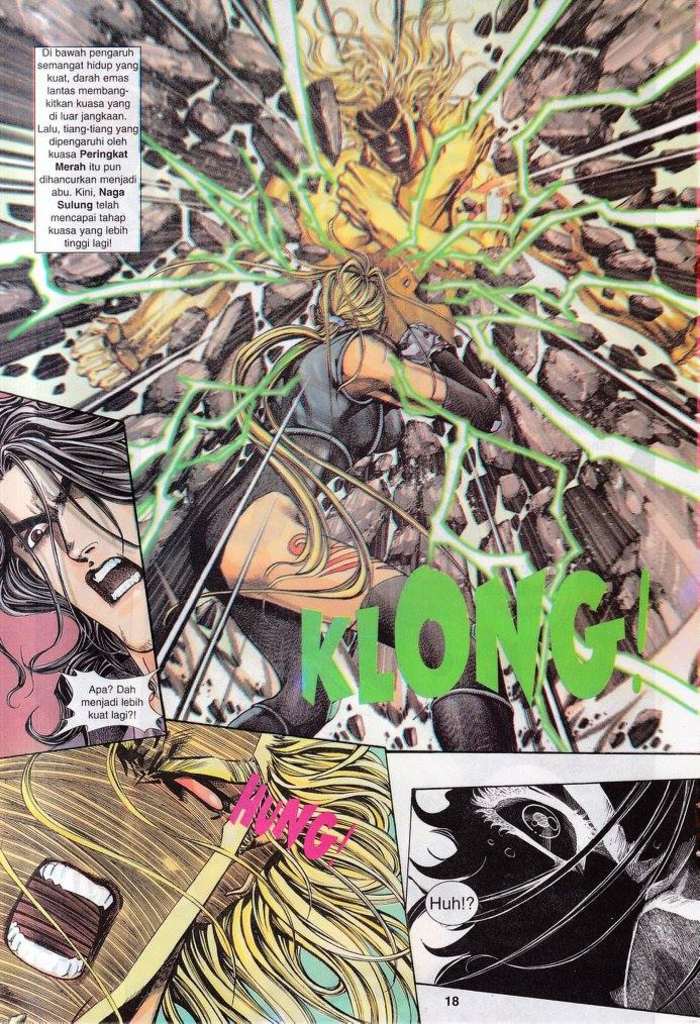 Di bawah pengaruh
semangat hidup yang
kuat, darah emas
lantas membang-
kitkan kuasa yang
di luar jangkaan.
Lalu, tiang-tiang yang
dipengaruhi oleh
kuasa Peringkat
Merah itu pun
dihancurkan menjadi
abu. Kini, Naga
Sulung telah
mencapai tahap
kuasa yang lebih
tinggi lagi!
KLONG!
Apa? Dah
menjadi lebih
kuat lagi?!
HUNG!
Huh!?
18